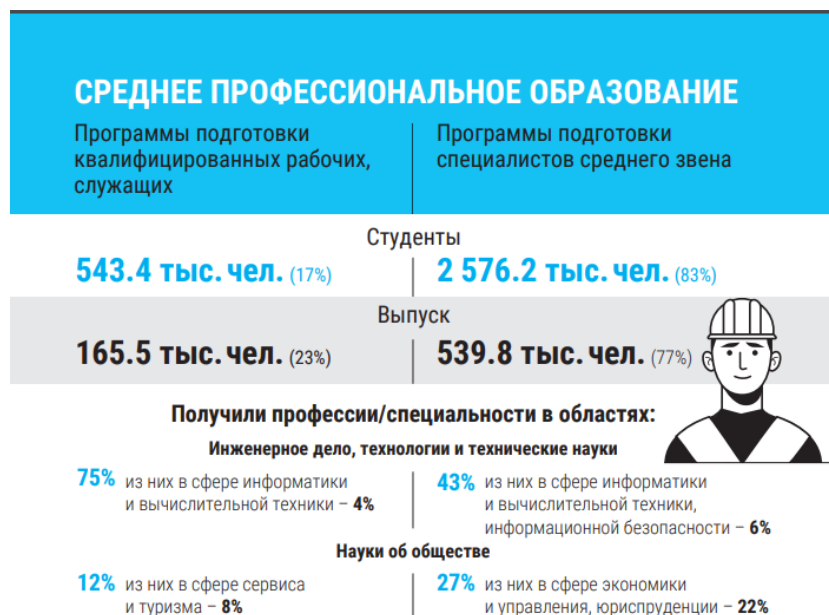 СРЕДНЕЕ ПРОФЕССИОНАЛЬНОЕ ОБРАЗОВАНИЕ
Программы подготовки
квалифицированных рабочих,
служащих
Программы подготовки
специалистов среднего звена
Студенты
543.4 тыс. чел. (17%)
2 576.2 тыс. чел. (83%)
Выпуск
165.5 тыс. чел. (23%)
539.8 тыс. чел. (77%)
Получили профессии/специальности в областях:
Инженерное дело, технологии и технические науки
75% из них в сфере информатики
и вычислительной техники – 4%
43% из них в сфере информатики
и вычислительной техники,
информационной безопасности – 6%
Науки об обществе
12% из них в сфере сервиса
и туризма – 8%
27% из них в сфере экономики
и управления, юриспруденции – 22%